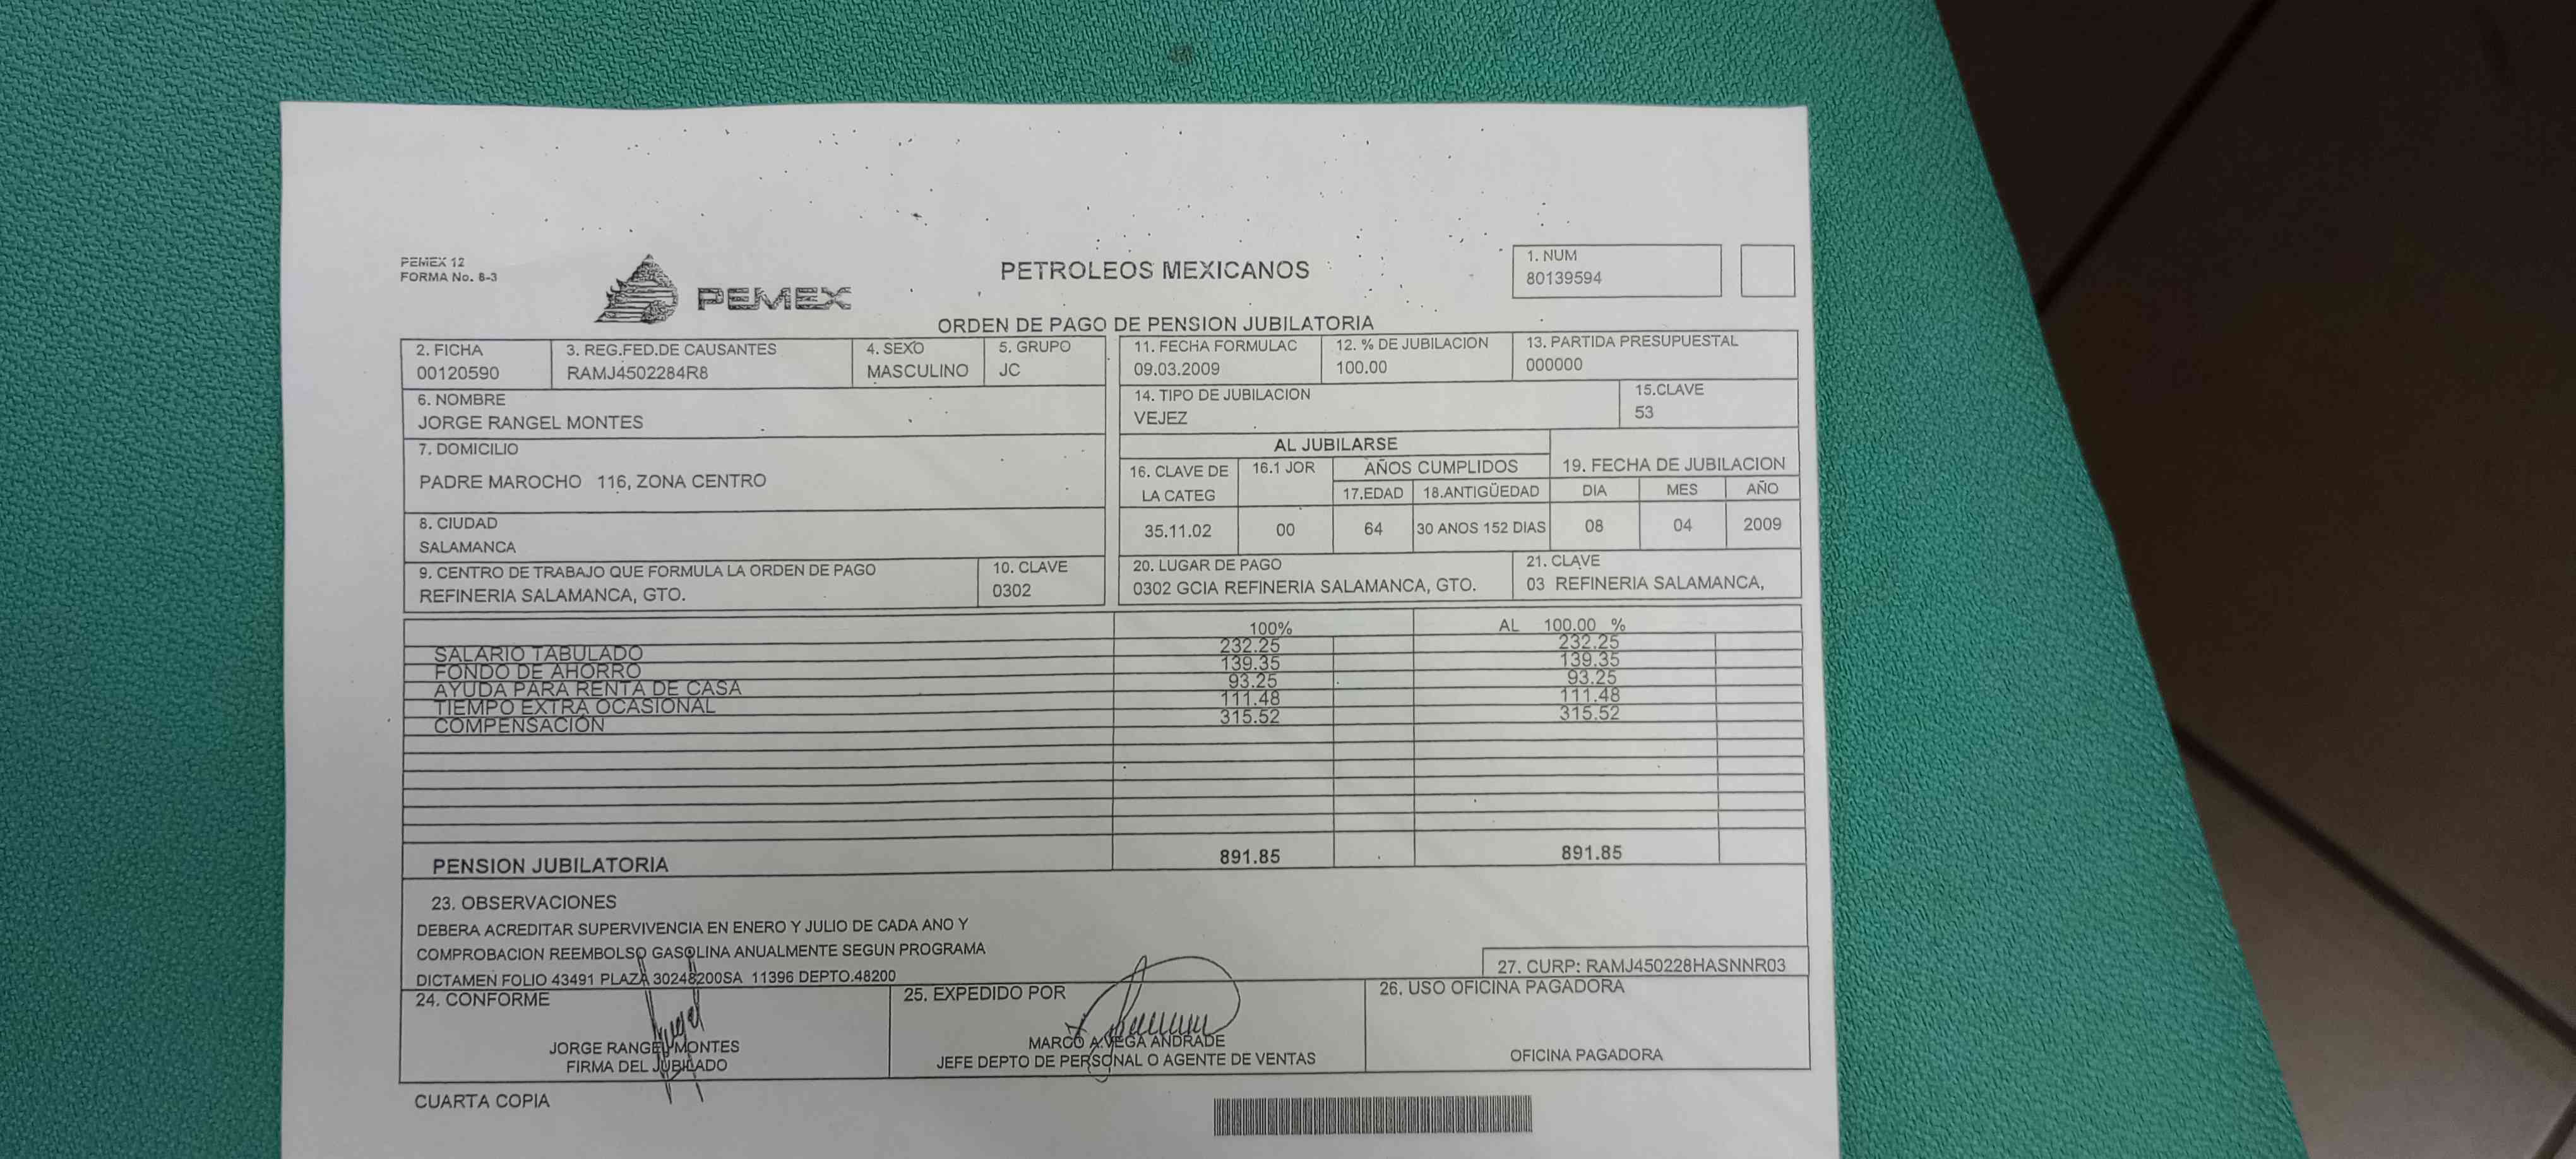 PEMEX 12
FORMA No. 8-3
PEMEX
PETROLEOS MEXICANOS
1. NUM
80139594
ORDEN DE PAGO DE PENSION JUBILATORIA
2. FICHA 3. REG.FED.DE CAUSANTES 4. SEXO 5. GRUPO
00120590 RAMJ4502284R8 MASCULINO JC
6. NOMBRE
JORGE RANGEL MONTES
7. DOMICILIO
PADRE MAROCHO 116, ZONA CENTRO
8. CIUDAD
SALAMANCA
9. CENTRO DE TRABAJO QUE FORMULA LA ORDEN DE PAGO 10. CLAVE
REFINERIA SALAMANCA, GTO. 0302
11. FECHA FORMULAC 12. % DE JUBILACION 13. PARTIDA PRESUPUESTAL
09.03.2009 100.00 000000
14. TIPO DE JUBILACION 15.CLAVE
VEJEZ 53
AL JUBILARSE
16. CLAVE DE LA CATEG 16.1 JOR AÑOS CUMPLIDOS 19. FECHA DE JUBILACION
17.EDAD 18.ANTIGÜEDAD DIA MES AÑO
35.11.02 00 64 30 ANOS 152 DIAS 08 04 2009
20. LUGAR DE PAGO 21. CLAVE
0302 GCIA REFINERIA SALAMANCA, GTO. 03 REFINERIA SALAMANCA,
100% AL 100.00 %
SALARIO TABULADO 232.25 232.25
FONDO DE AHORRO 139.35 139.35
AYUDA PARA RENTA DE CASA 93.25 93.25
TIEMPO EXTRA OCASIONAL 111.48 111.48
COMPENSACIÓN 315.52 315.52
PENSION JUBILATORIA 891.85 891.85
23. OBSERVACIONES
DEBERA ACREDITAR SUPERVIVENCIA EN ENERO Y JULIO DE CADA ANO Y
COMPROBACION REEMBOLSO GASOLINA ANUALMENTE SEGUN PROGRAMA
DICTAMEN FOLIO 43491 PLAZA 30248200SA 11396 DEPTO.48200
27. CURP: RAMJ450228HASNNR03
24. CONFORME 25. EXPEDIDO POR 26. USO OFICINA PAGADORA
JORGE RANGEL MONTES MARCO A.VEGA ANDRADE
FIRMA DEL JUBILADO JEFE DEPTO DE PERSONAL O AGENTE DE VENTAS OFICINA PAGADORA
CUARTA COPIA